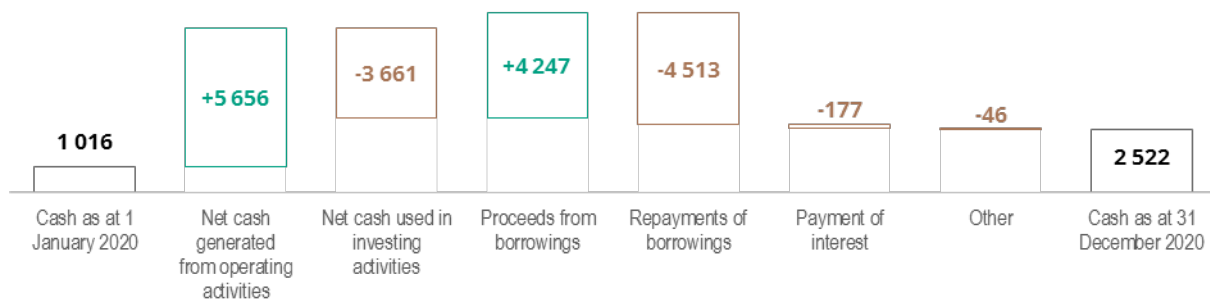 1 016
+5 656
-3 661
+4 247
-4 513
-177
-46
2 522
Cash as at 1
January 2020
Net cash
generated
from operating
activities
Net cash used in
investing
activities
Proceeds from
borrowings
Repayments of
borrowings
Payment of
interest
Other
Cash as at 31
December 2020